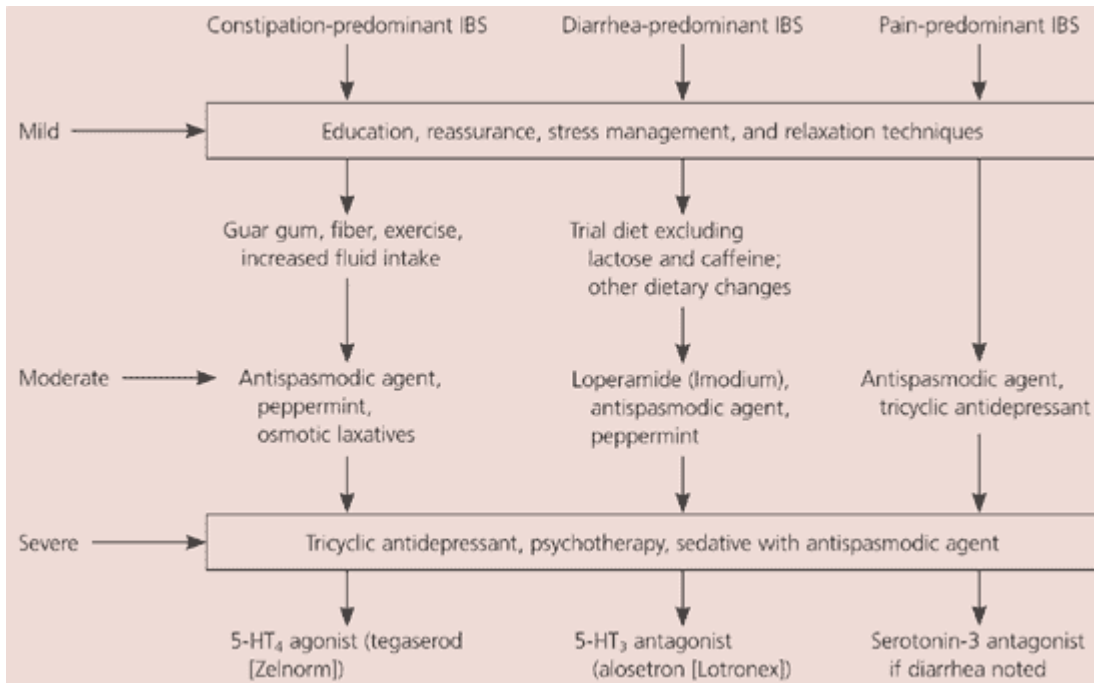 Constipation-predominant IBS
Diarrhea-predominant IBS
Pain-predominant IBS
Mild
Education, reassurance, stress management, and relaxation techniques
Guar gum, fiber, exercise,
increased fluid intake
Trial diet excluding
lactose and caffeine;
other dietary changes
Moderate
Antispasmodic agent,
peppermint,
osmotic laxatives
Loperamide (Imodium),
antispasmodic agent,
peppermint
Antispasmodic agent,
tricyclic antidepressant
Severe
Tricyclic antidepressant, psychotherapy, sedative with antispasmodic agent
5-HT₄ agonist (tegaserod
[Zelnorm])
5-HT₃ antagonist
(alosetron [Lotronex])
Serotonin-3 antagonist
if diarrhea noted